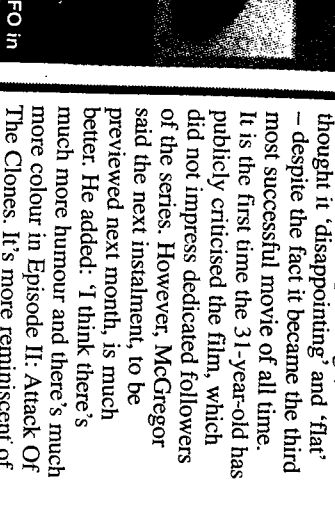 FO in
thought it ‘disappointing’ and ‘flat’
– despite the fact it became the third
most successful movie of all time.
It is the first time the 31-year-old has
publicly criticised the film, which
did not impress dedicated followers
of the series. However, McGregor
said the next instalment, to be
previewed next month, is much
better. He added: ‘I think there’s
much more humour and there’s much
more colour in Episode II: Attack Of
The Clones. It’s more reminiscent of